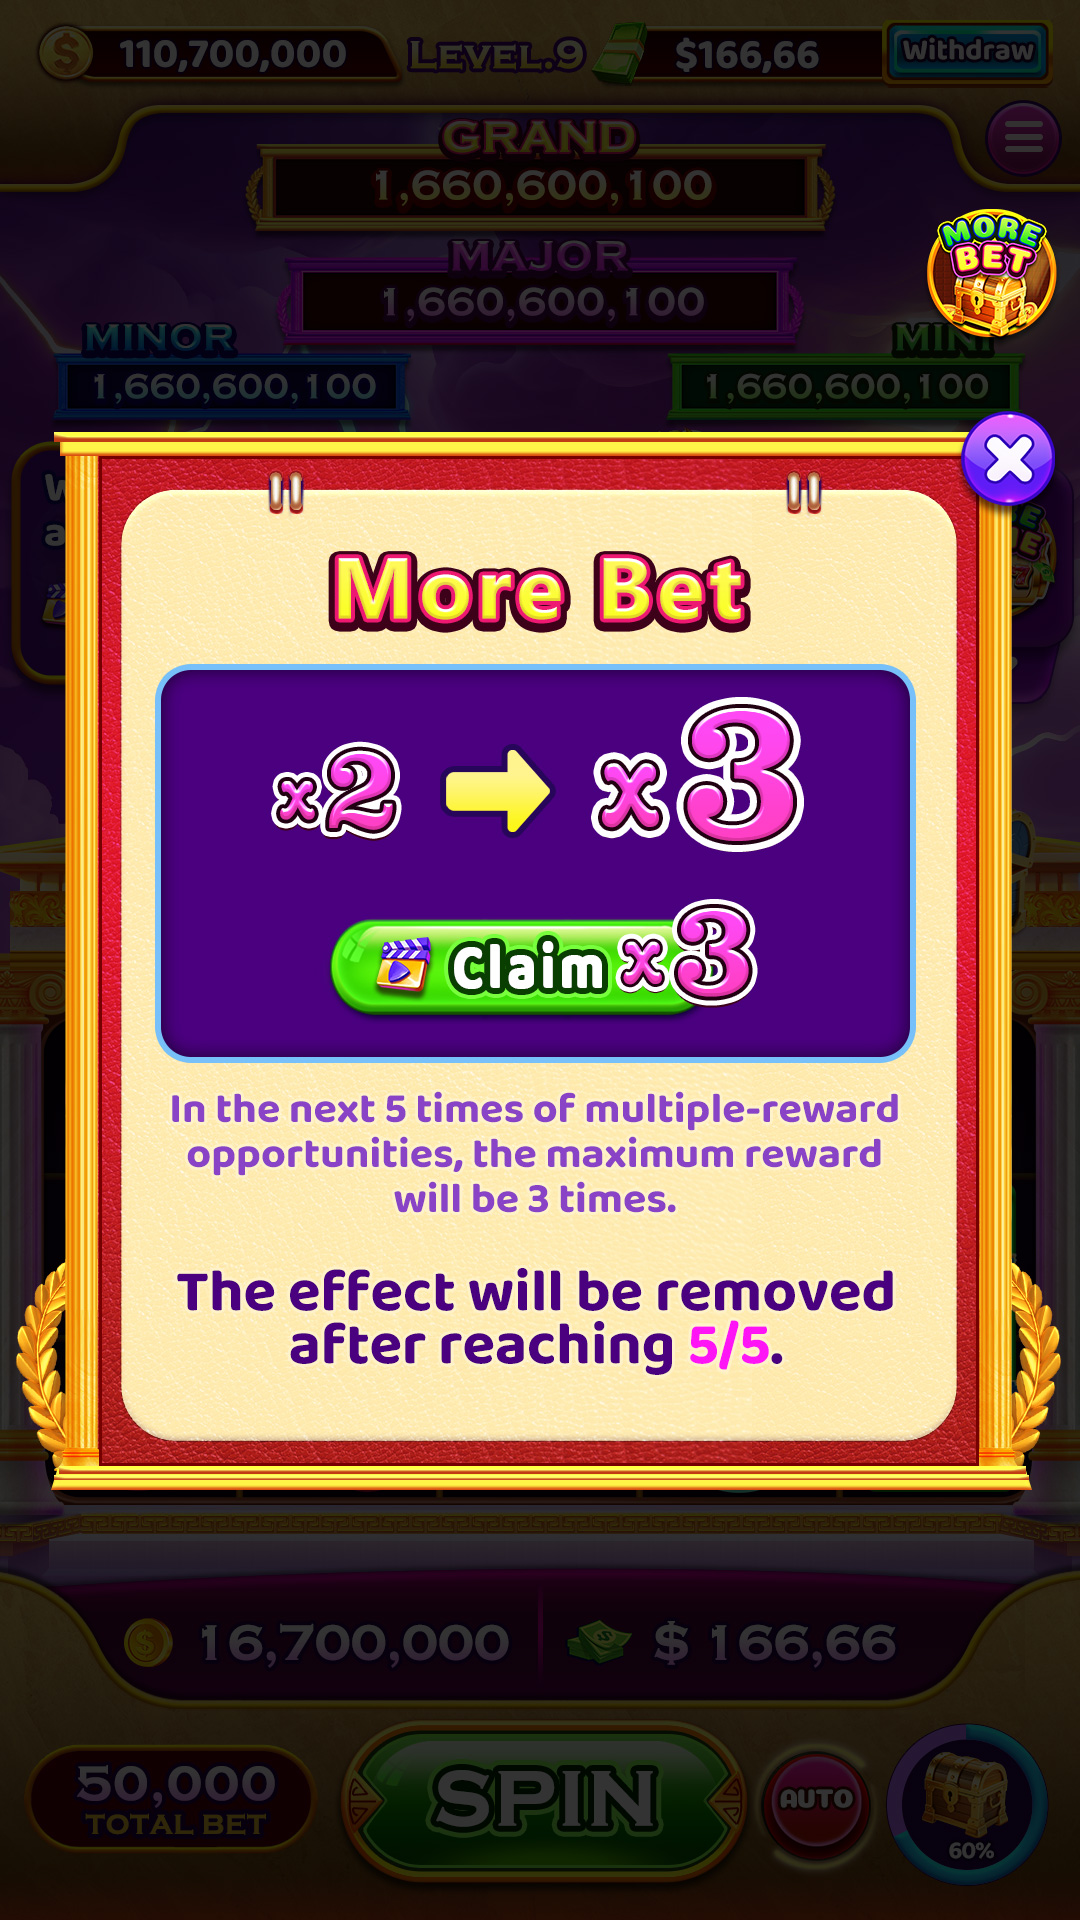 110,700,000
LEVEL.9
$166,66
Withdraw
GRAND
1,660,600,100
MAJOR
1,660,600,100
MORE
BET
MINOR
MINI
1,660,600,100
1,660,600,100
More Bet
x2
x3
Claim x3
In the next 5 times of multiple-reward
opportunities, the maximum reward
will be 3 times.
The effect will be removed
after reaching 5/5.
16,700,000
$ 166,66
50,000
TOTAL BET
SPIN
AUTO
60%